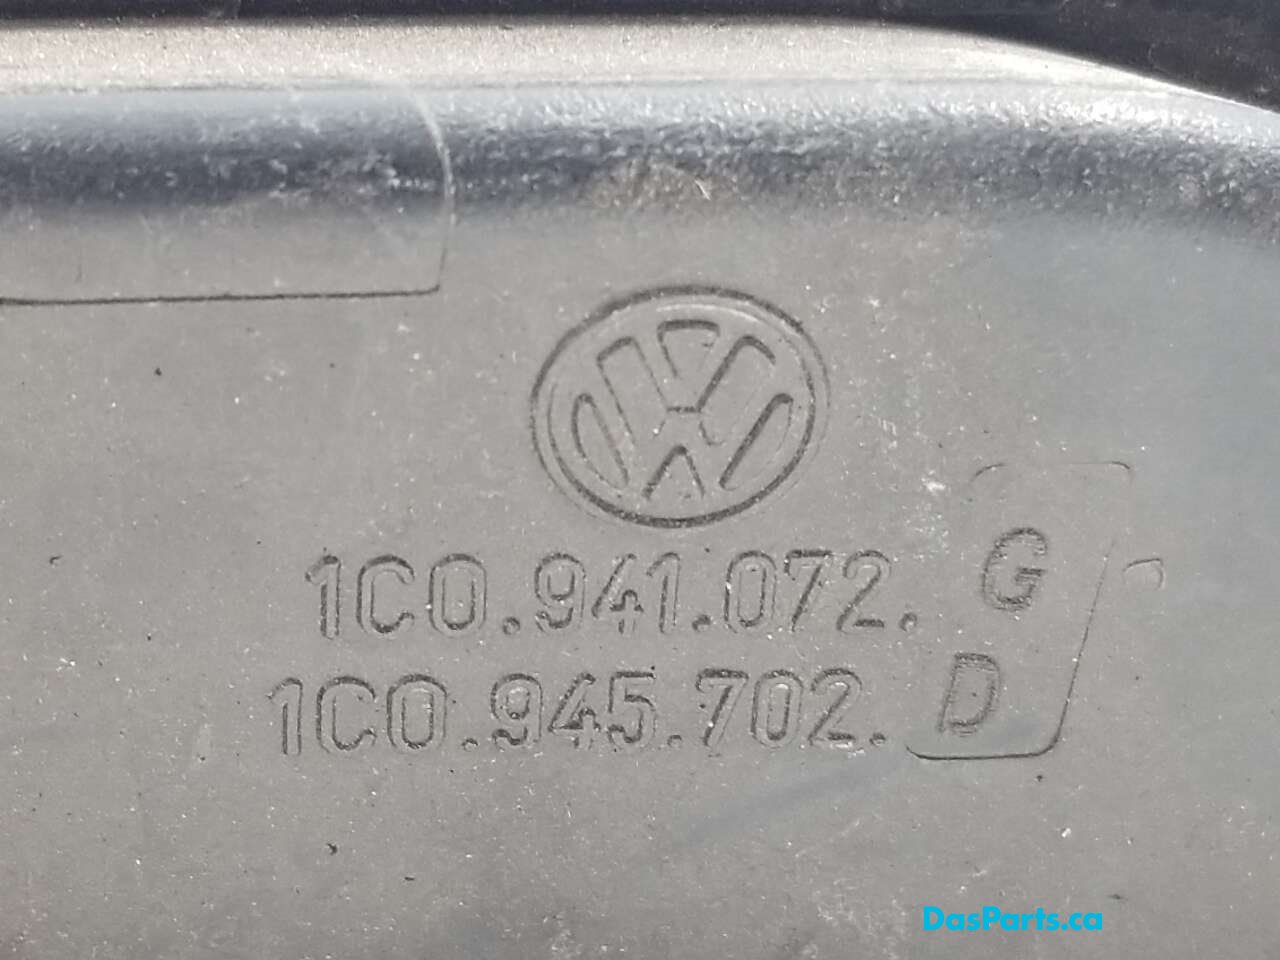 1C0.941.072. G
1C0.945.702. D
DasParts.ca